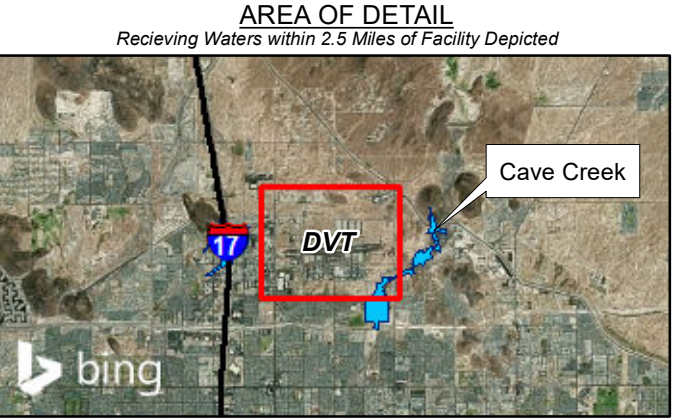 AREA OF DETAIL
Recieving Waters within 2.5 Miles of Facility Depicted
Cave Creek
DVT
17
bing